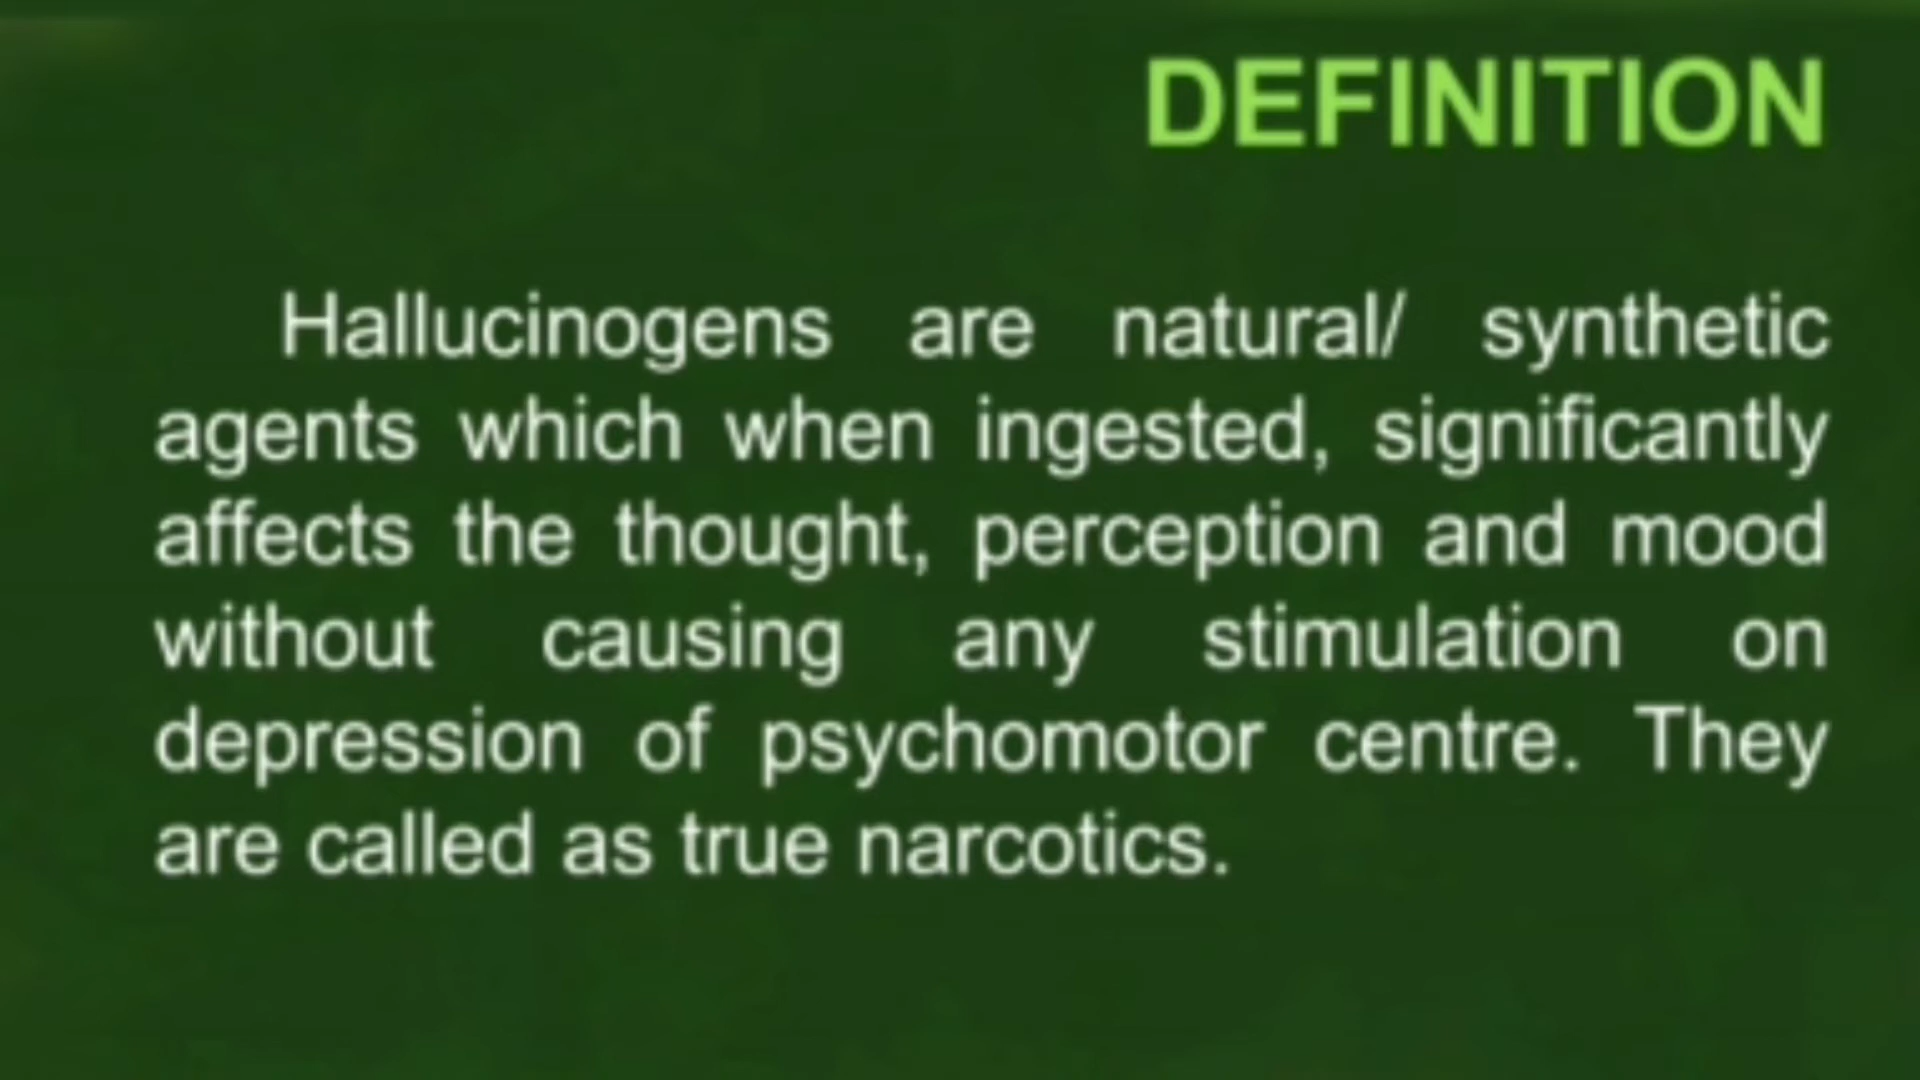 DEFINITION
Hallucinogens are natural/ synthetic
agents which when ingested, significantly
affects the thought, perception and mood
without causing any stimulation on
depression of psychomotor centre. They
are called as true narcotics.